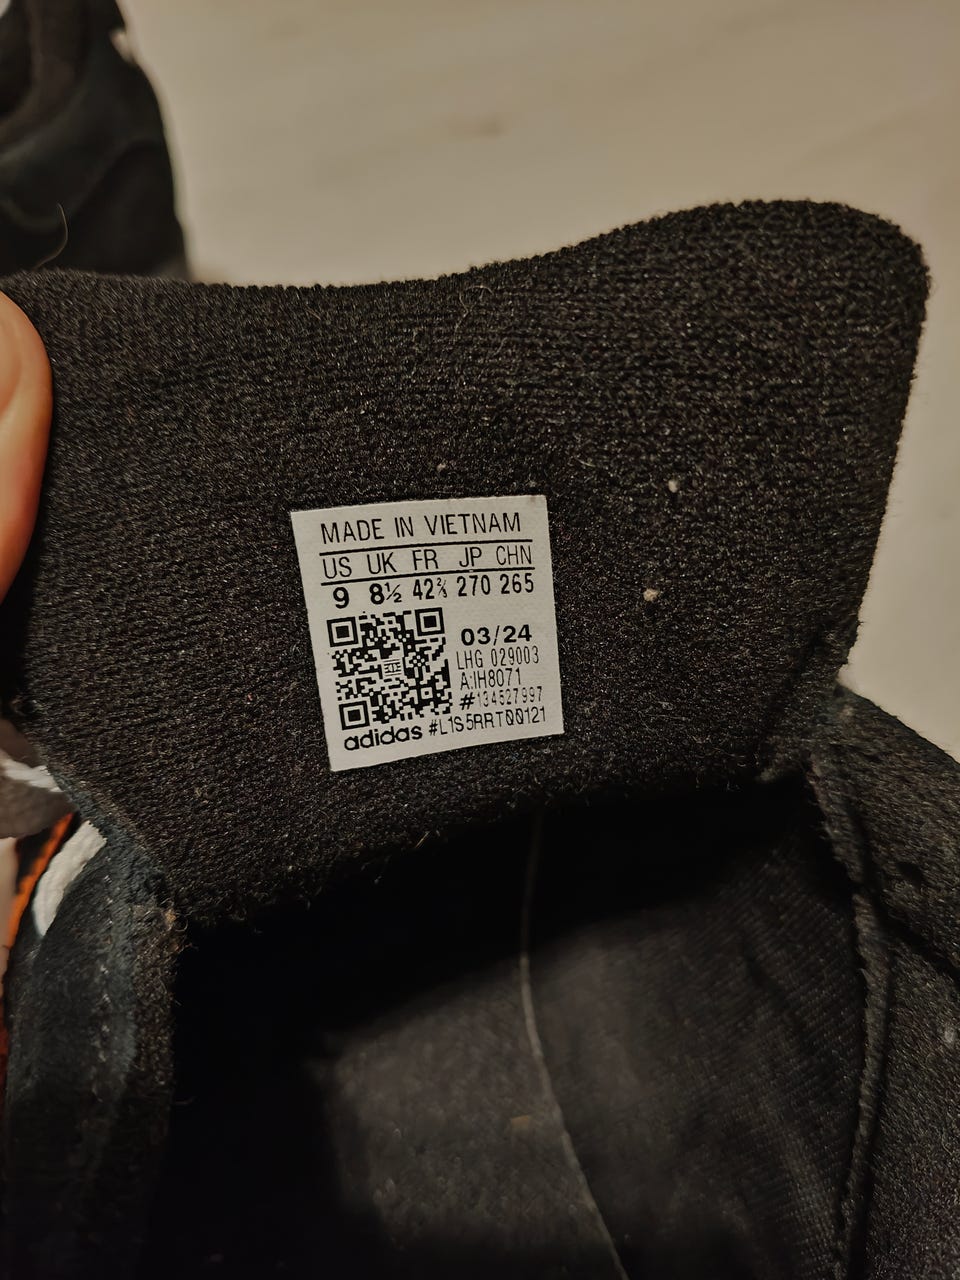 MADE IN VIETNAM
US UK FR JP CHN
9 8½ 42⅔ 270 265
03/24
LHG 029003
A:IH8071
#134527997
adidas #L1S5RRT00121